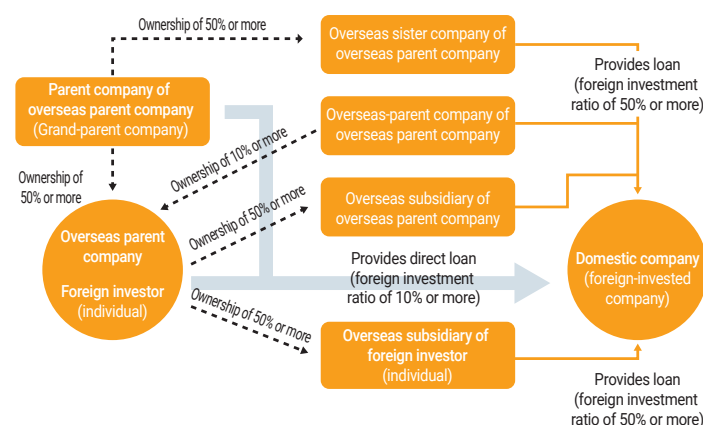 Ownership of 50% or more
Overseas sister company of
overseas parent company
Provides loan
(foreign investment
ratio of 50% or more)
Parent company of
overseas parent company
(Grand-parent company)
Overseas-parent company of
overseas parent company
Ownership of 10% or more
Ownership of
50% or more
Ownership of 50% or more
Overseas subsidiary of
overseas parent company
Overseas parent
company
Foreign investor
(individual)
Provides direct loan
(foreign investment
ratio of 10% or more)
Domestic company
(foreign-invested
company)
Ownership of 50% or more
Overseas subsidiary of
foreign investor
(individual)
Provides loan
(foreign investment
ratio of 50% or more)